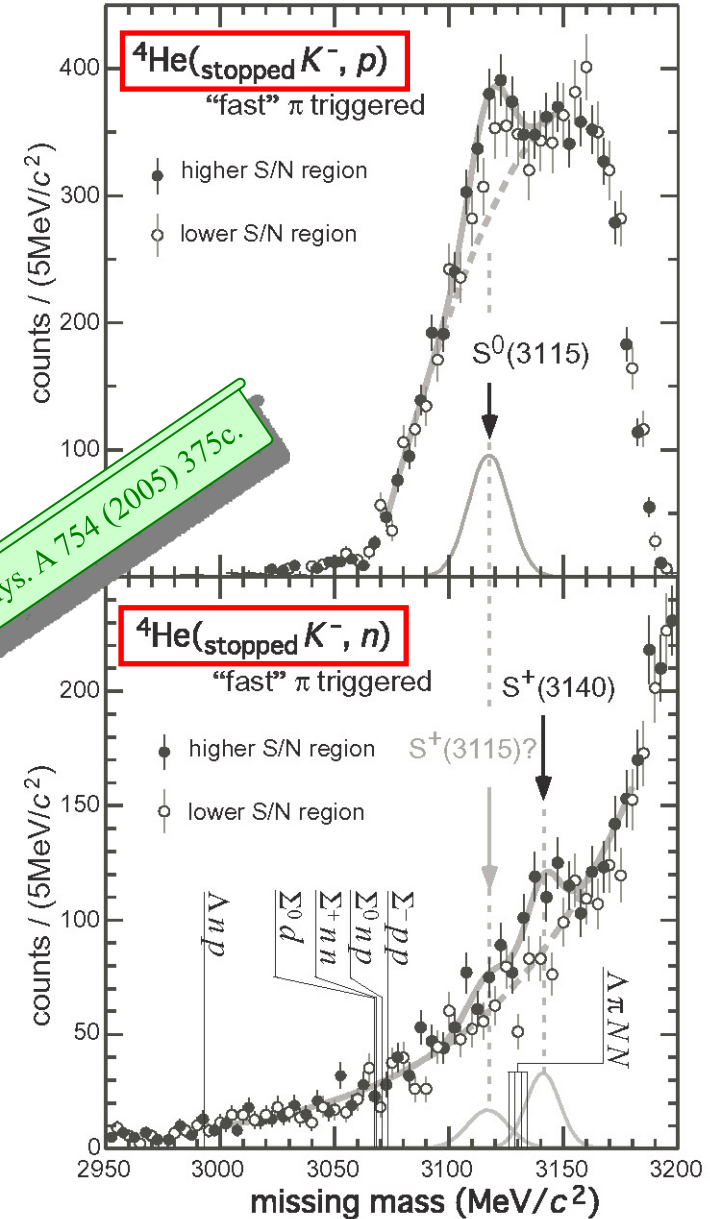 ⁴He(stopped K⁻, p)
"fast" π triggered
higher S/N region
lower S/N region
400
300
200
100
counts / (5MeV/c²)
S⁰(3115)
ys. A 754 (2005) 375c.
⁴He(stopped K⁻, n)
"fast" π triggered
S⁺(3140)
higher S/N region
S⁺(3115)?
lower S/N region
200
150
100
50
0
counts / (5MeV/c²)
Λnp
Σ⁰d
Σ⁺nn
Σ⁰np
Σ⁻pp
ΛπNN
2950
3000
3050
3100
3150
3200
missing mass (MeV/c²)